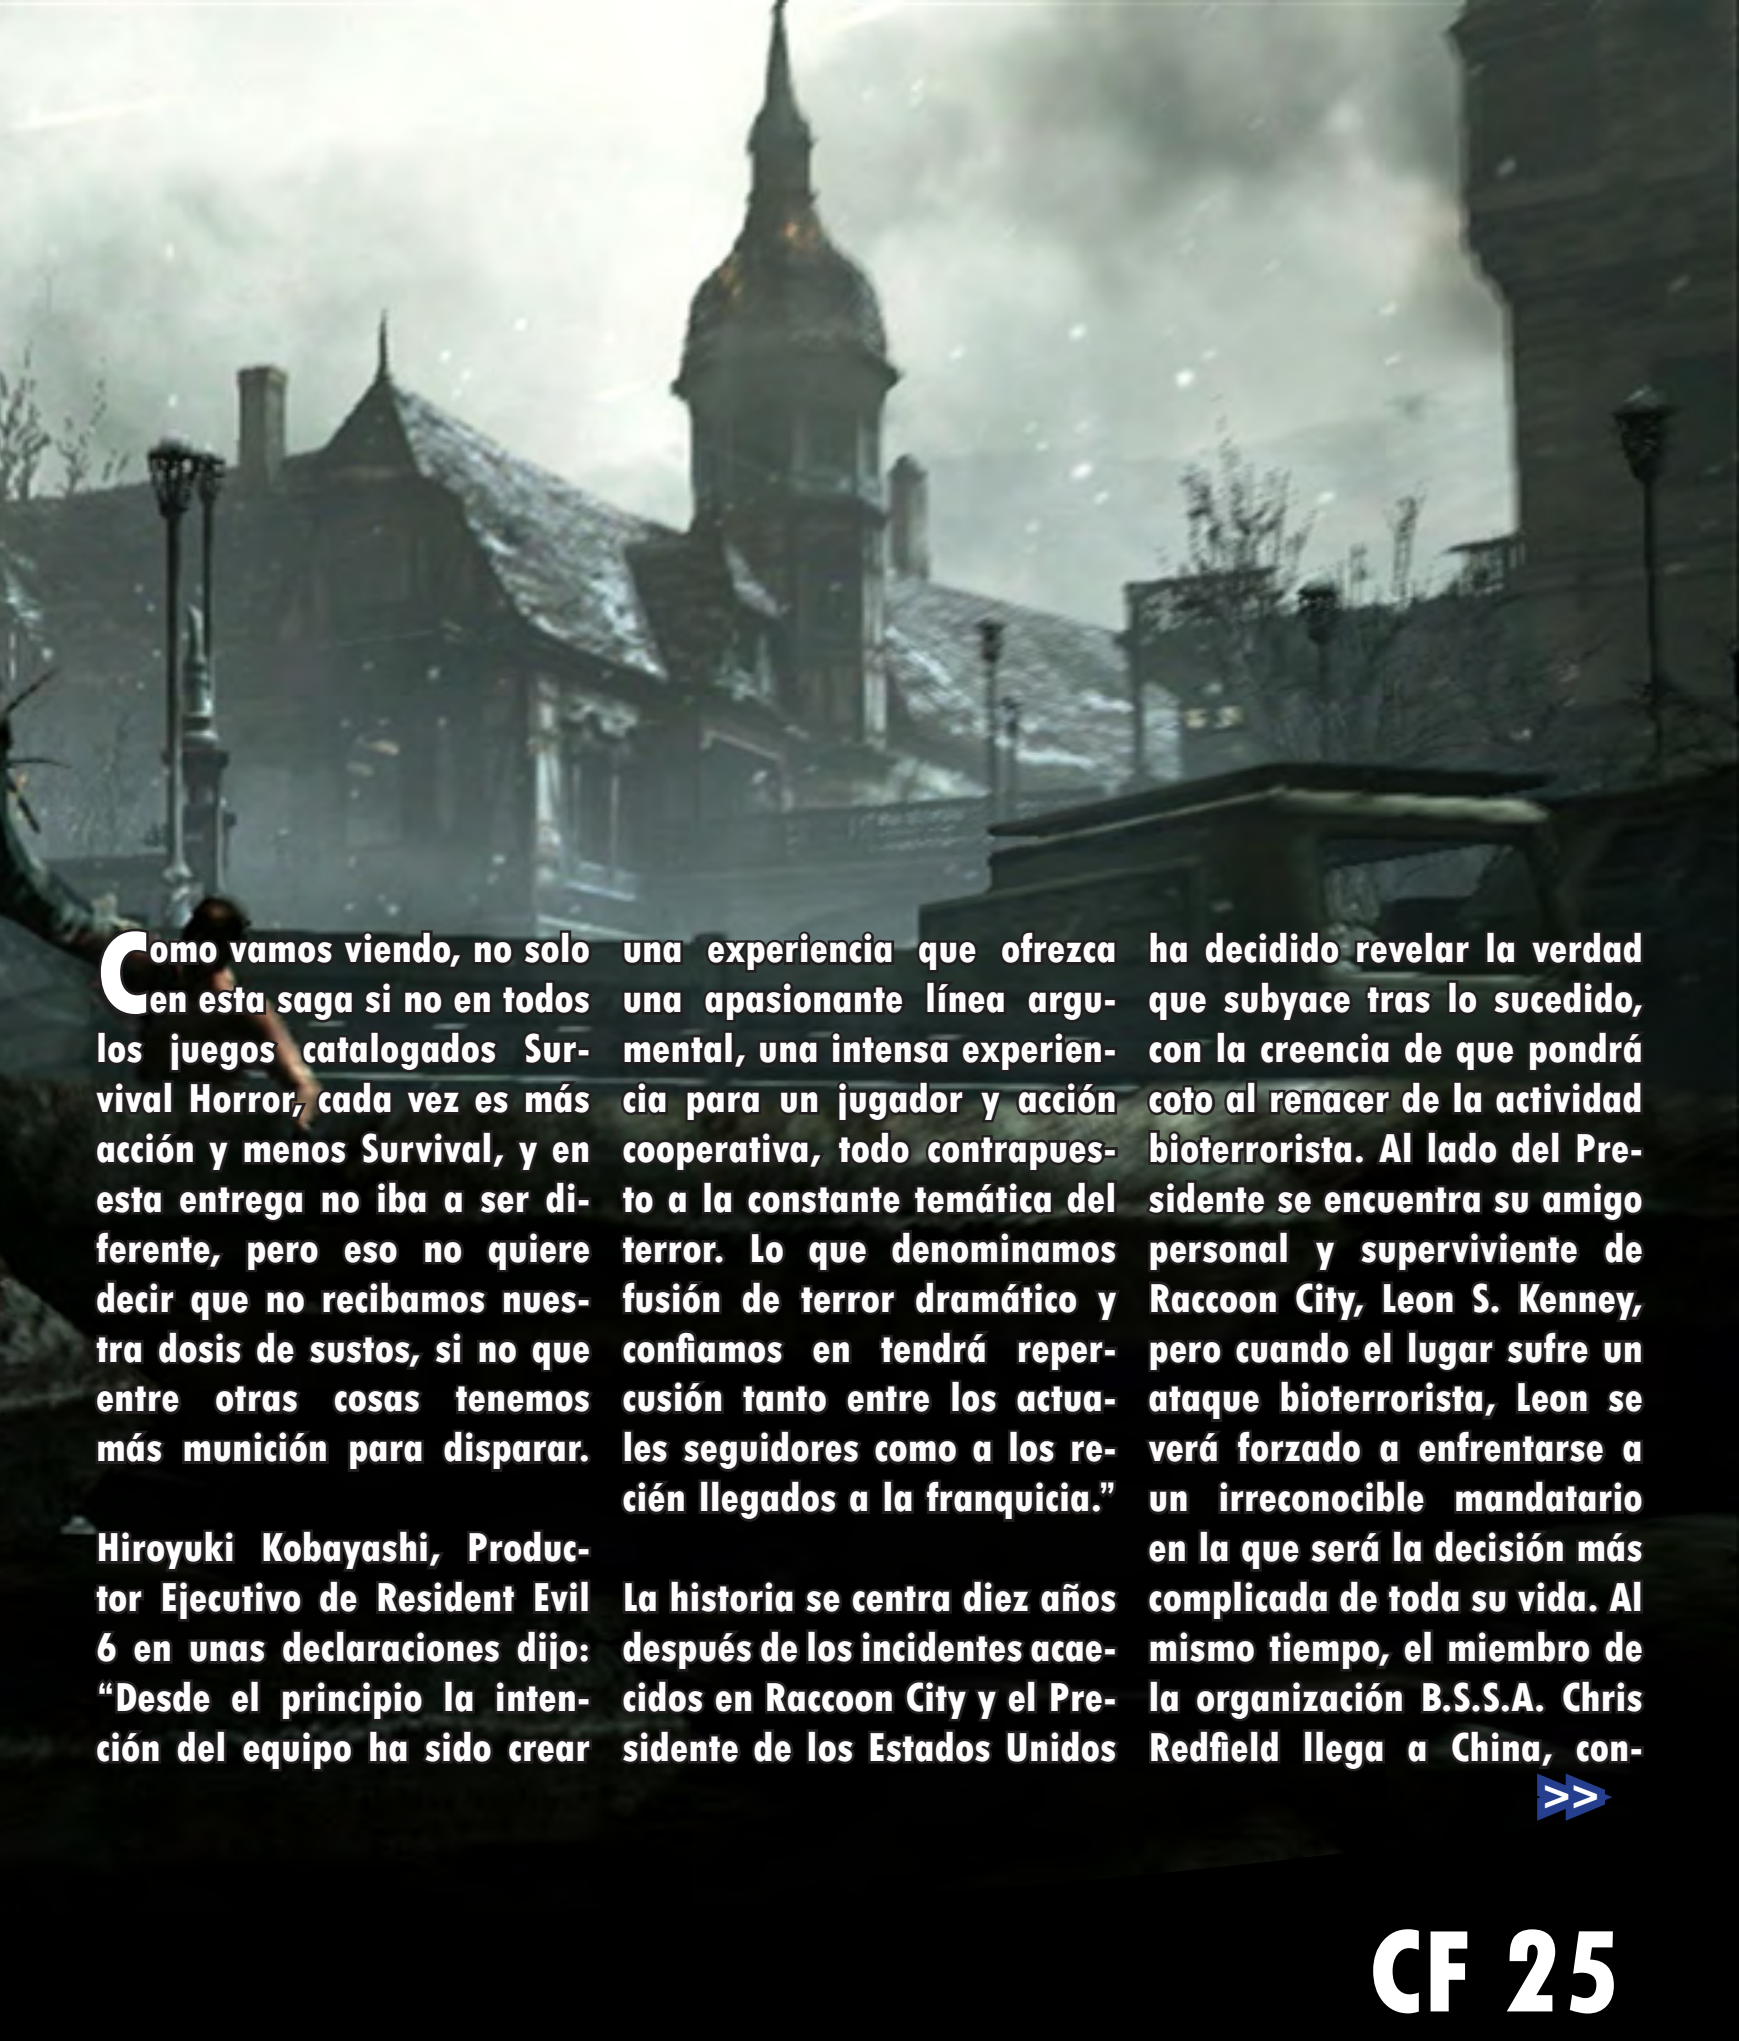 Como vamos viendo, no solo
en esta saga si no en todos
los juegos catalogados Sur-
vival Horror, cada vez es más
acción y menos Survival, y en
esta entrega no iba a ser di-
ferente, pero eso no quiere
decir que no recibamos nues-
tra dosis de sustos, si no que
entre otras cosas tenemos
más munición para disparar.
Hiroyuki Kobayashi, Produc-
tor Ejecutivo de Resident Evil
6 en unas declaraciones dijo:
“Desde el principio la inten-
ción del equipo ha sido crear
una experiencia que ofrezca
una apasionante línea argu-
mental, una intensa experien-
cia para un jugador y acción
cooperativa, todo contrapues-
to a la constante temática del
terror. Lo que denominamos
fusión de terror dramático y
confiamos en tendrá reper-
cusión tanto entre los actua-
les seguidores como a los re-
cién llegados a la franquicia.”
La historia se centra diez años
después de los incidentes acae-
cidos en Raccoon City y el Pre-
sidente de los Estados Unidos
ha decidido revelar la verdad
que subyace tras lo sucedido,
con la creencia de que pondrá
coto al renacer de la actividad
bioterrorista. Al lado del Pre-
sidente se encuentra su amigo
personal y superviviente de
Raccoon City, Leon S. Kenney,
pero cuando el lugar sufre un
ataque bioterrorista, Leon se
verá forzado a enfrentarse a
un irreconocible mandatario
en la que será la decisión más
complicada de toda su vida. Al
mismo tiempo, el miembro de
la organización B.S.S.A. Chris
Redfield llega a China, con-
>>
CF 25